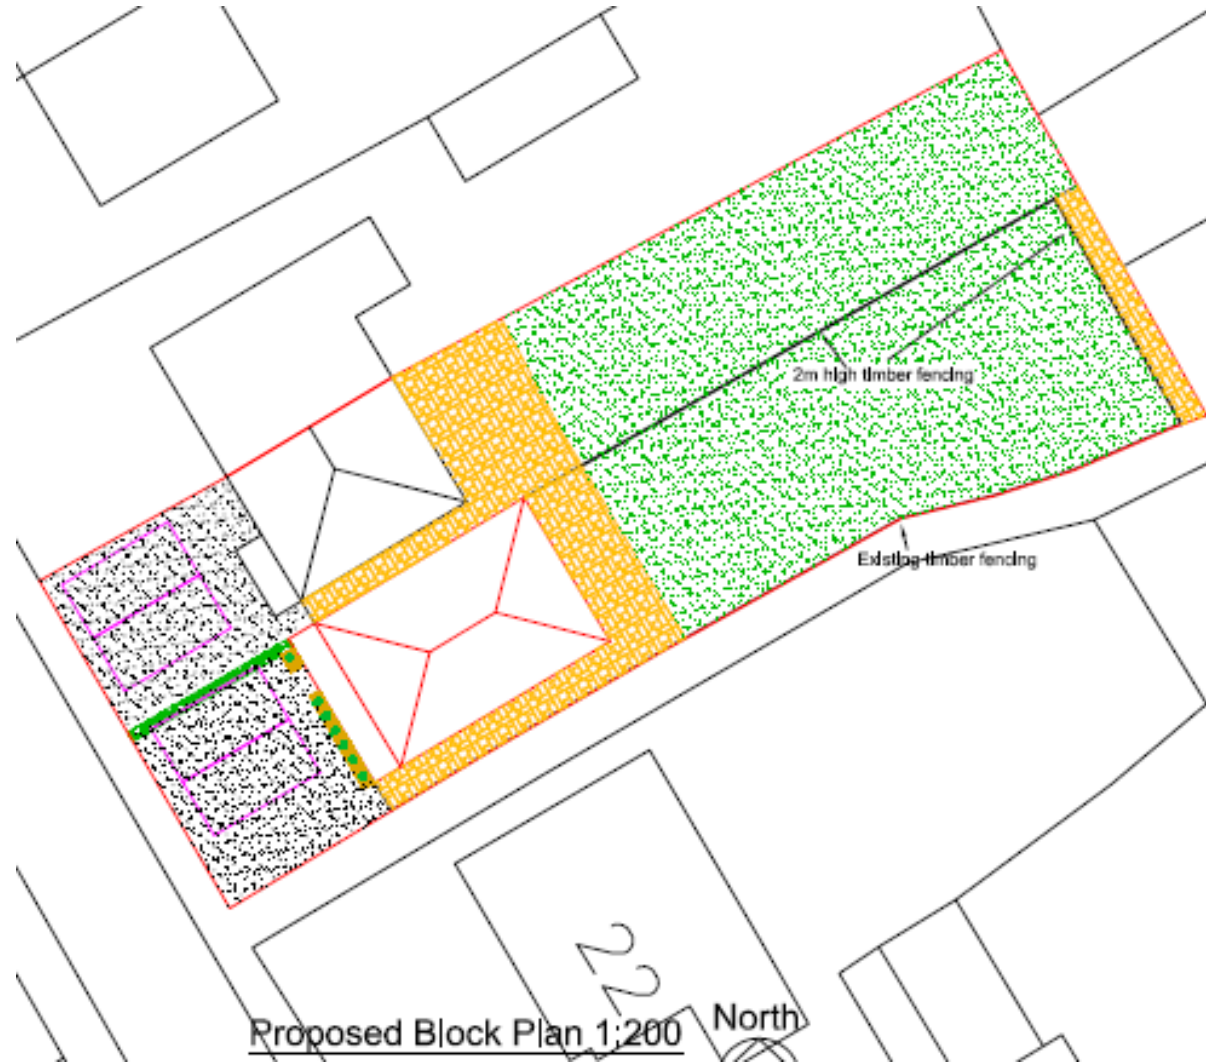 2m high timber fencing
Existing timber fencing
22
Proposed Block Plan 1:200
North